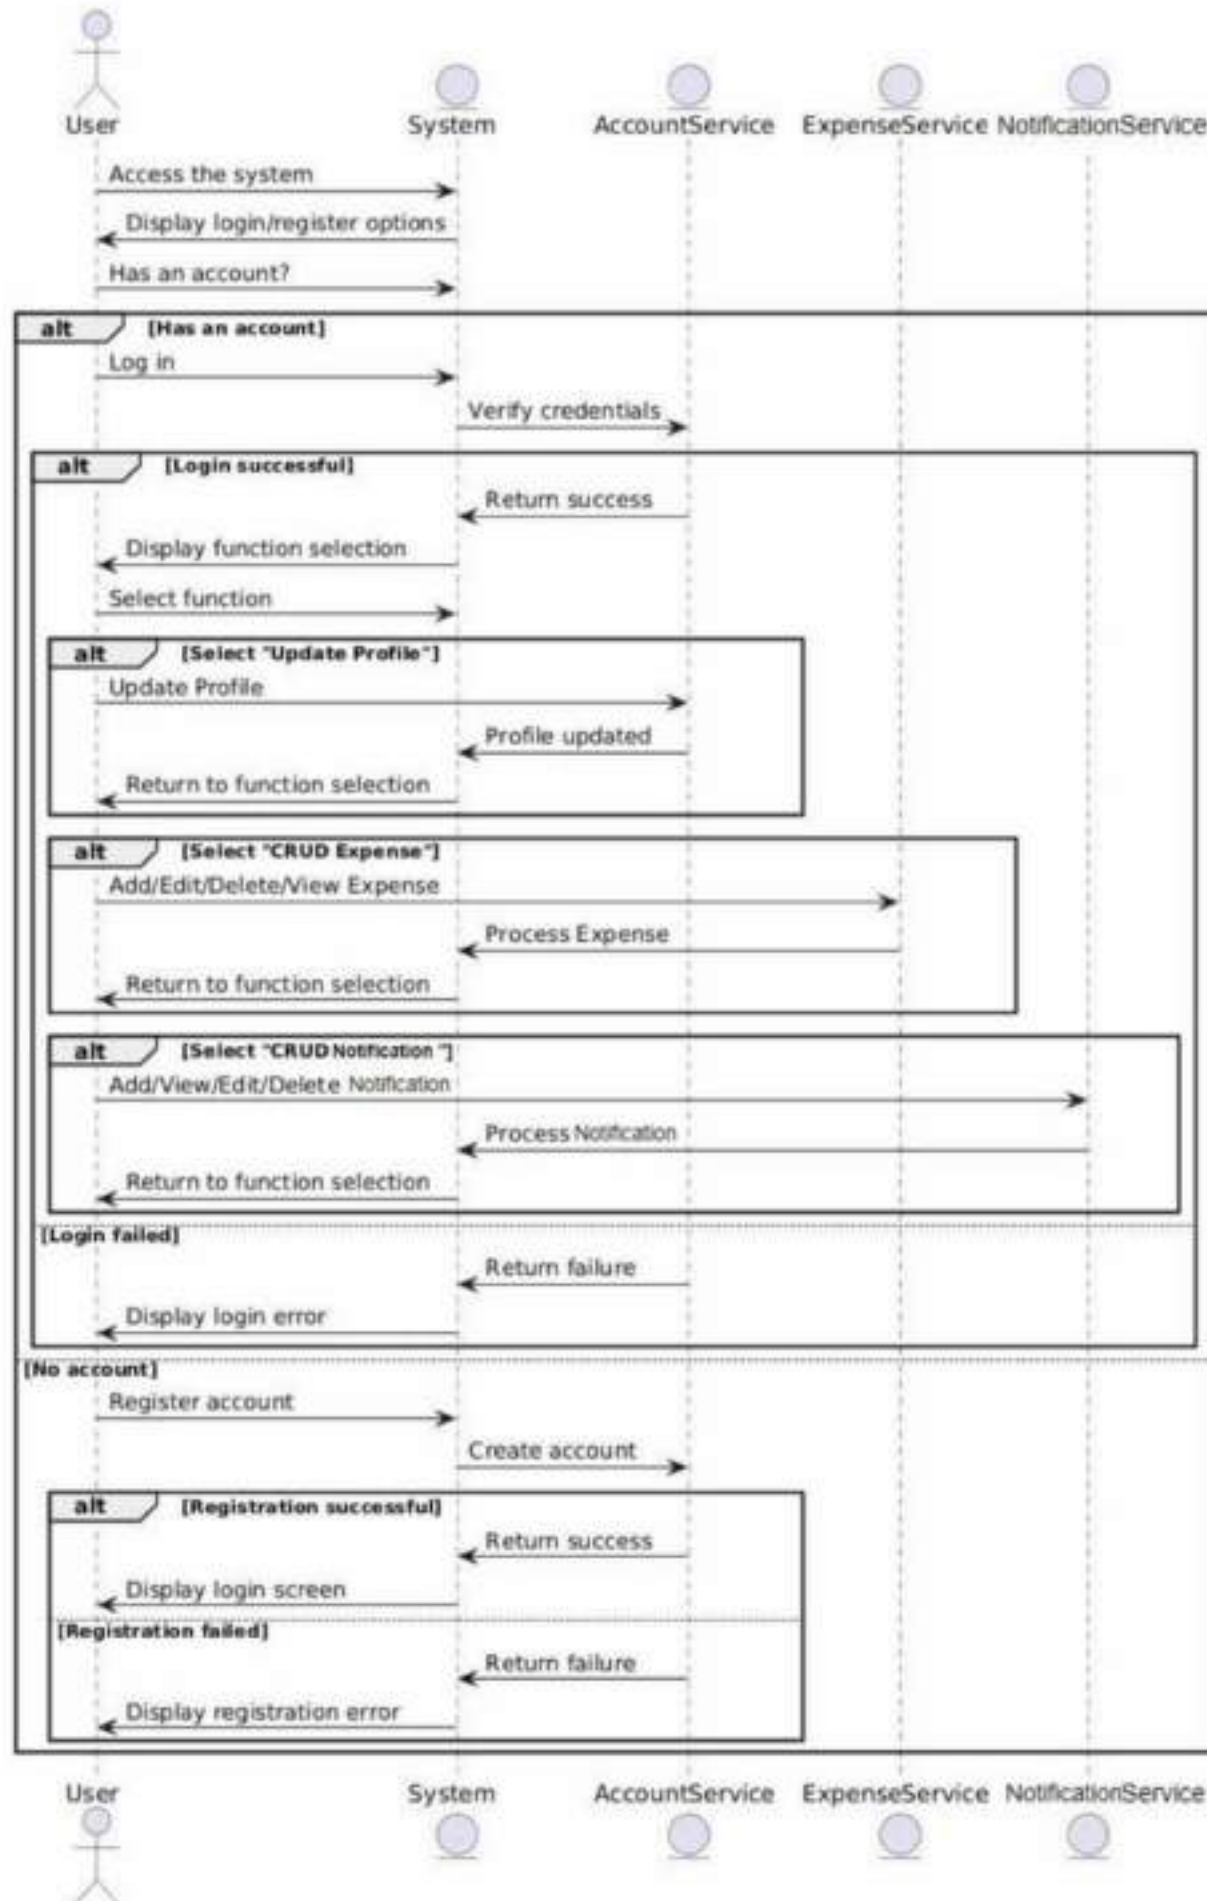 User System AccountService ExpenseService NotificationService
Access the system
Display login/register options
Has an account?
alt [Has an account]
Log in
Verify credentials
alt [Login successful]
Return success
Display function selection
Select function
alt [Select "Update Profile"]
Update Profile
Profile updated
Return to function selection
alt [Select "CRUD Expense"]
Add/Edit/Delete/View Expense
Process Expense
Return to function selection
alt [Select "CRUD Notification "]
Add/View/Edit/Delete Notification
Process Notification
Return to function selection
[Login failed]
Return failure
Display login error
[No account]
Register account
Create account
alt [Registration successful]
Return success
Display login screen
[Registration failed]
Return failure
Display registration error
User System AccountService ExpenseService NotificationService